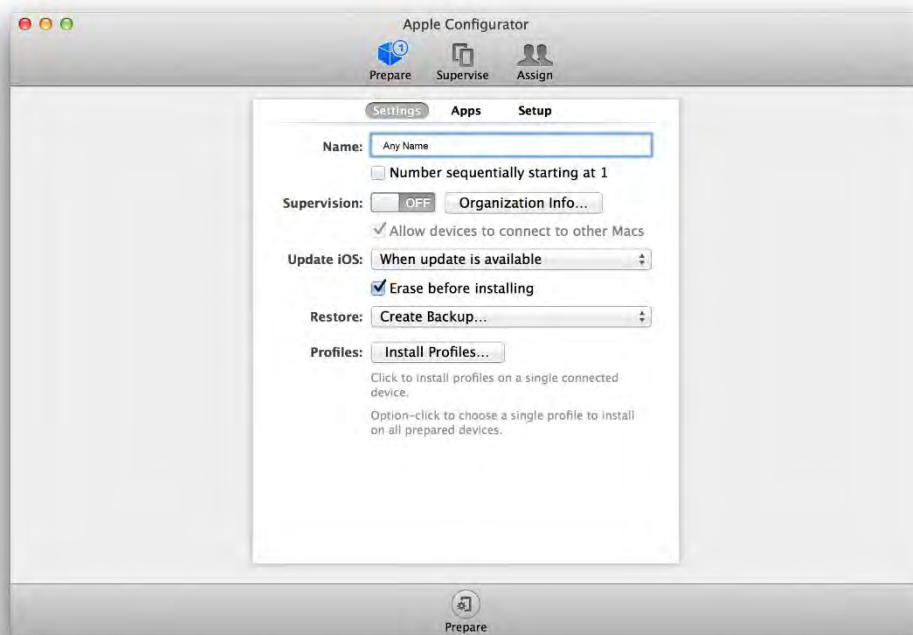 Apple Configurator
1
Prepare Supervise Assign
Settings Apps Setup
Name: Any Name
Number sequentially starting at 1
Supervision: OFF Organization Info...
Allow devices to connect to other Macs
Update iOS: When update is available
Erase before installing
Restore: Create Backup...
Profiles: Install Profiles...
Click to install profiles on a single connected
device.
Option-click to choose a single profile to install
on all prepared devices.
Prepare